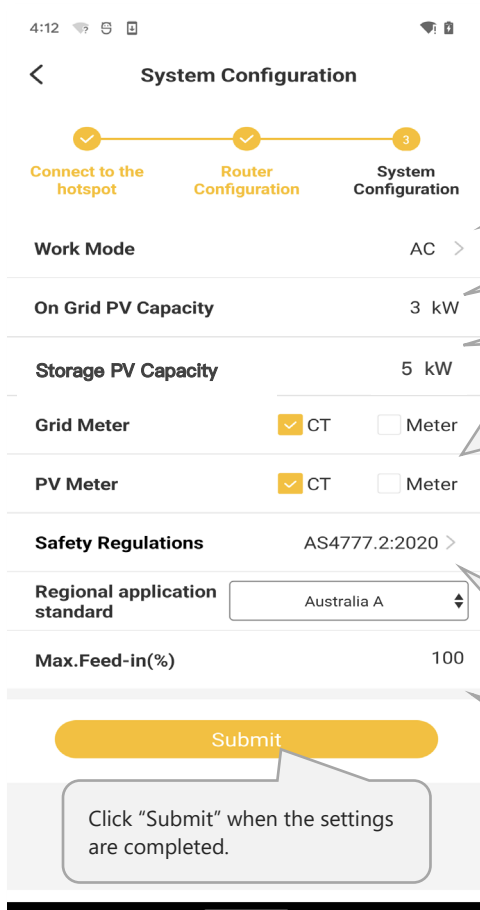 4:12
System Configuration
3
Connect to the hotspot
Router Configuration
System Configuration
Work Mode AC >
On Grid PV Capacity 3 kW
Storage PV Capacity 5 kW
Grid Meter CT Meter
PV Meter CT Meter
Safety Regulations AS4777.2:2020 >
Regional application standard Australia A
Max.Feed-in(%) 100
Submit
Click “Submit” when the settings
are completed.